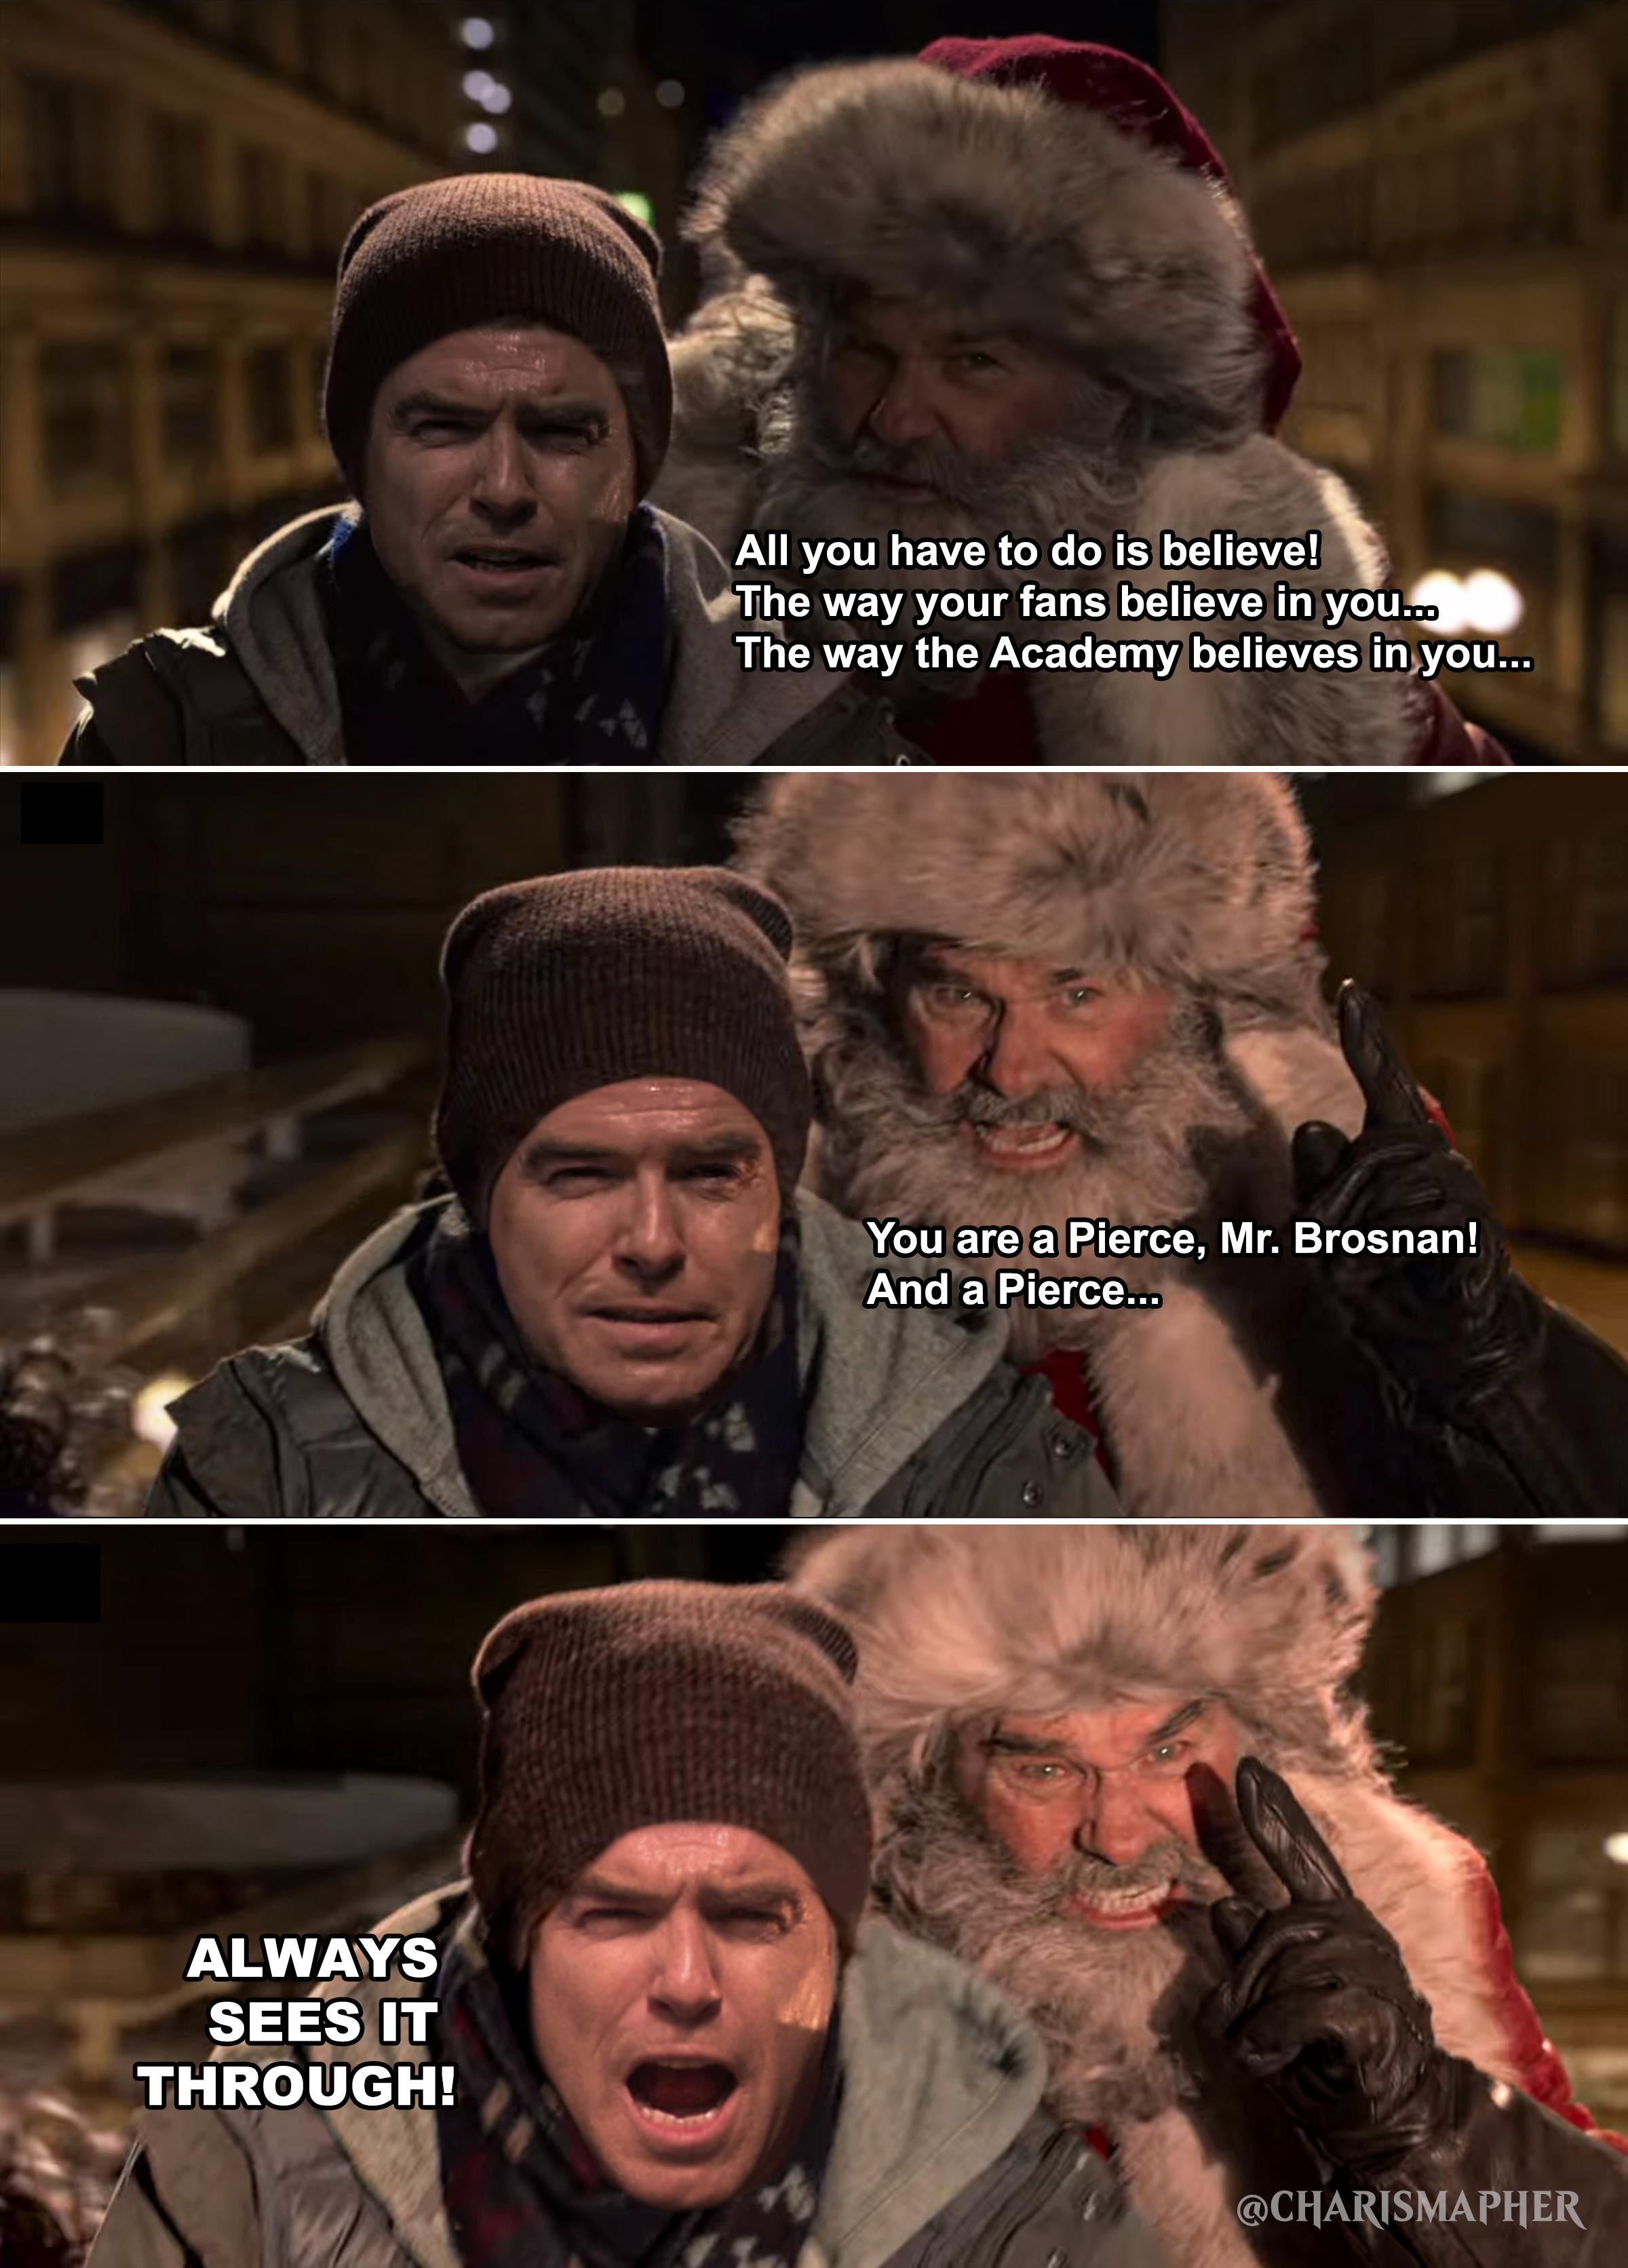 All you have to do is believe!
The way your fans believe in you...
The way the Academy believes in you...
You are a Pierce, Mr. Brosnan!
And a Pierce...
ALWAYS
SEES IT
THROUGH!
@CHARISMAPHER